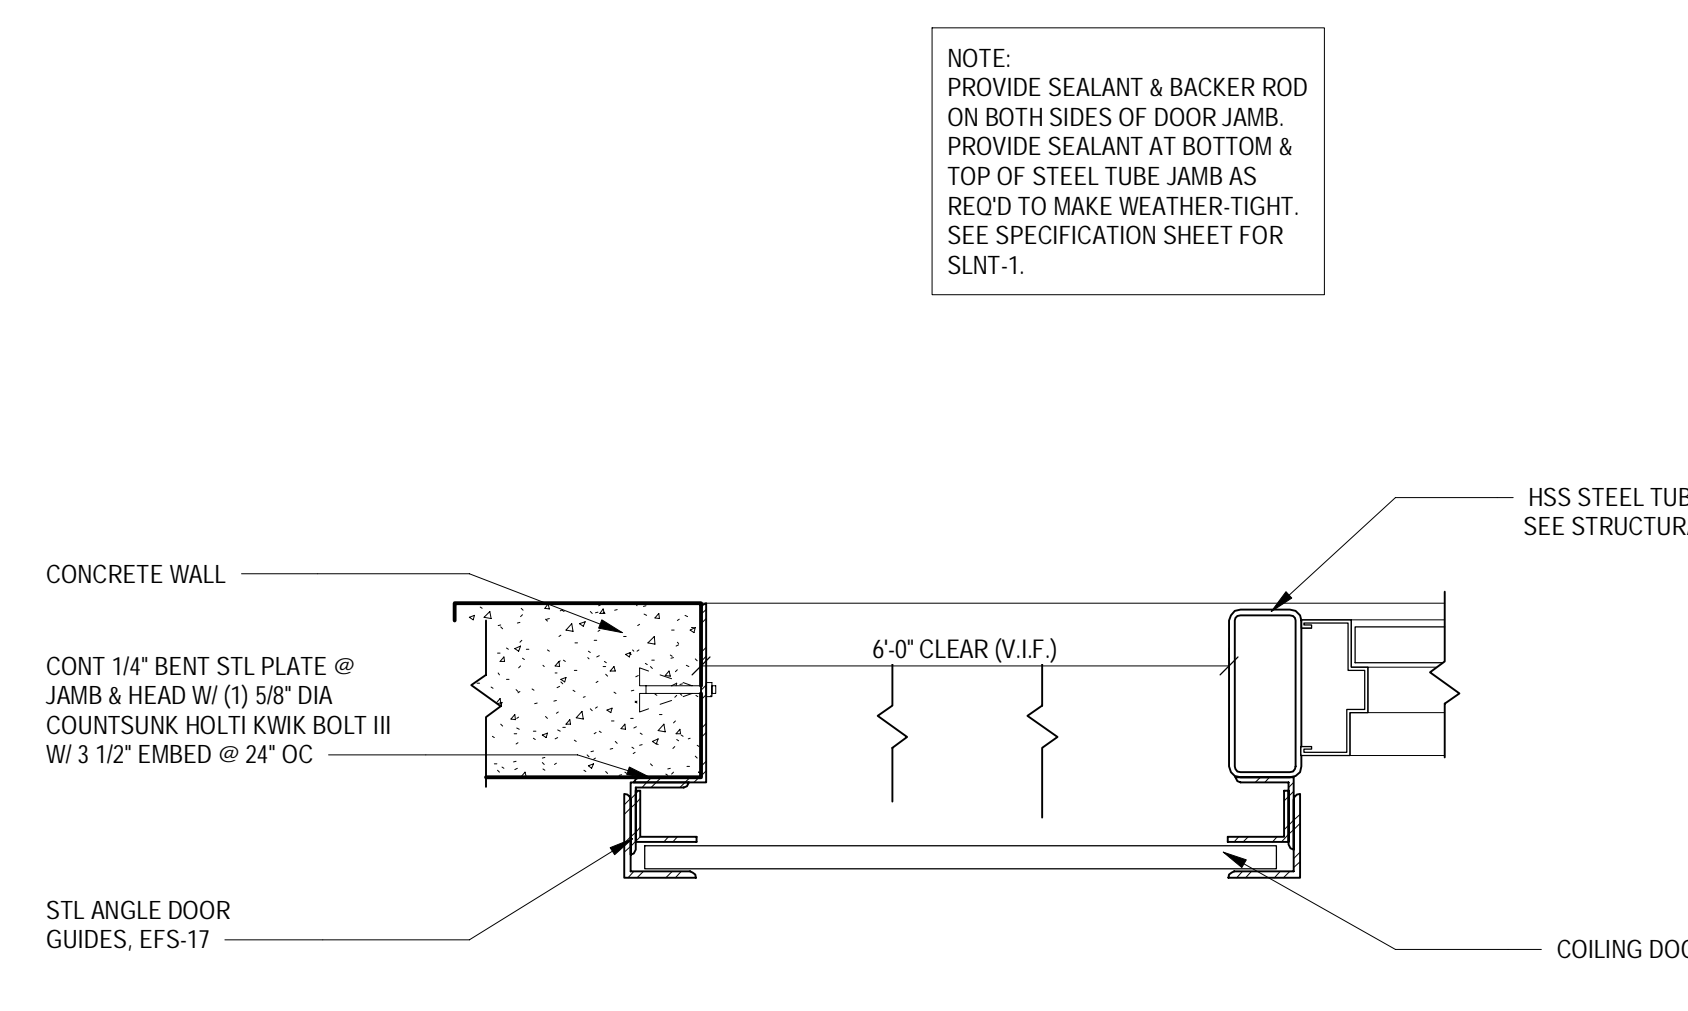 NOTE:
PROVIDE SEALANT & BACKER ROD
ON BOTH SIDES OF DOOR JAMB.
PROVIDE SEALANT AT BOTTOM &
TOP OF STEEL TUBE JAMB AS
REQ'D TO MAKE WEATHER-TIGHT.
SEE SPECIFICATION SHEET FOR
SLNT-1.
HSS STEEL TUB
SEE STRUCTURA
CONCRETE WALL
6'-0" CLEAR (V.I.F.)
CONT 1/4" BENT STL PLATE @
JAMB & HEAD W/ (1) 5/8" DIA
COUNTSUNK HOLTI KWIK BOLT III
W/ 3 1/2" EMBED @ 24" OC
STL ANGLE DOOR
GUIDES, EFS-17
COILING DOO